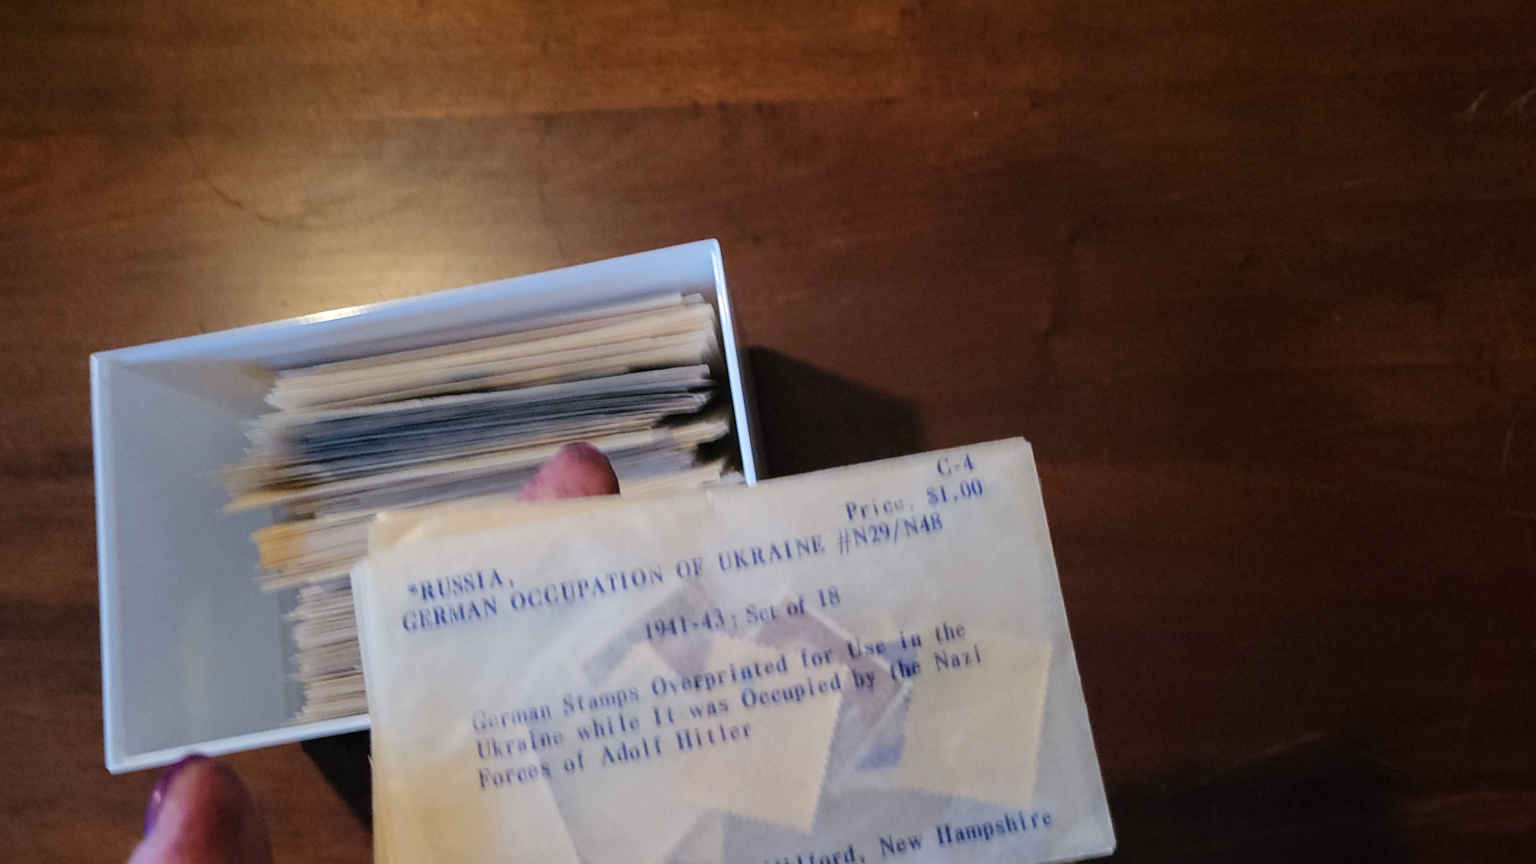 C-4
Price, $1.00
*RUSSIA,
GERMAN OCCUPATION OF UKRAINE #N29/N48
1941-43; Set of 18
German Stamps Overprinted for Use in the
Ukraine while It was Occupied by the Nazi
Forces of Adolf Hitler
New Hampshire